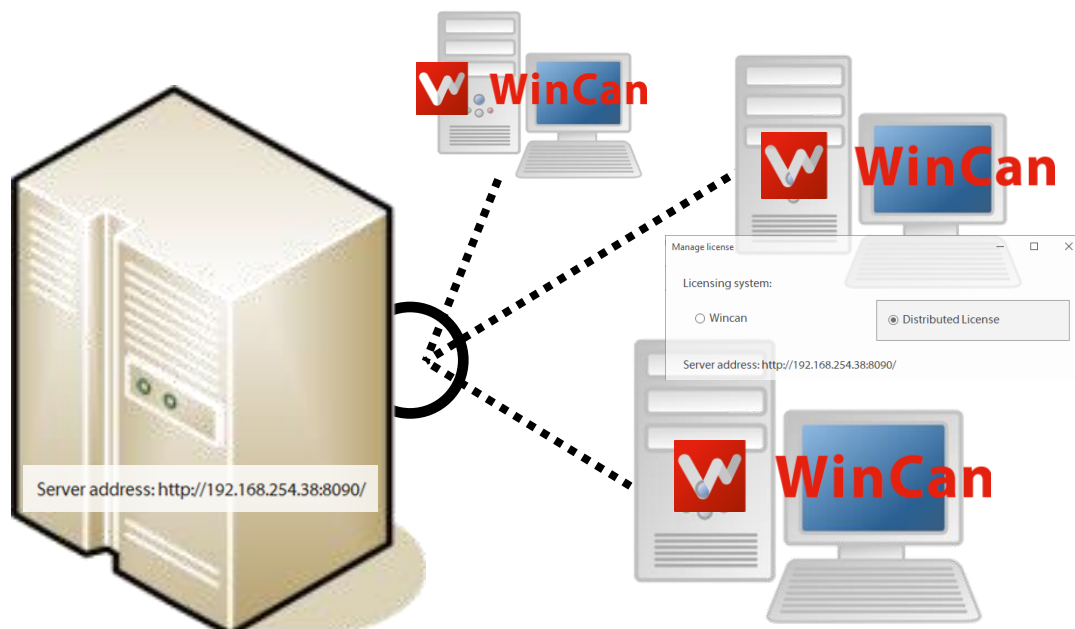 WinCan
WinCan
Manage license
Licensing system:
Wincan
Distributed License
Server address: http://192.168.254.38:8090/
Server address: http://192.168.254.38:8090/
WinCan